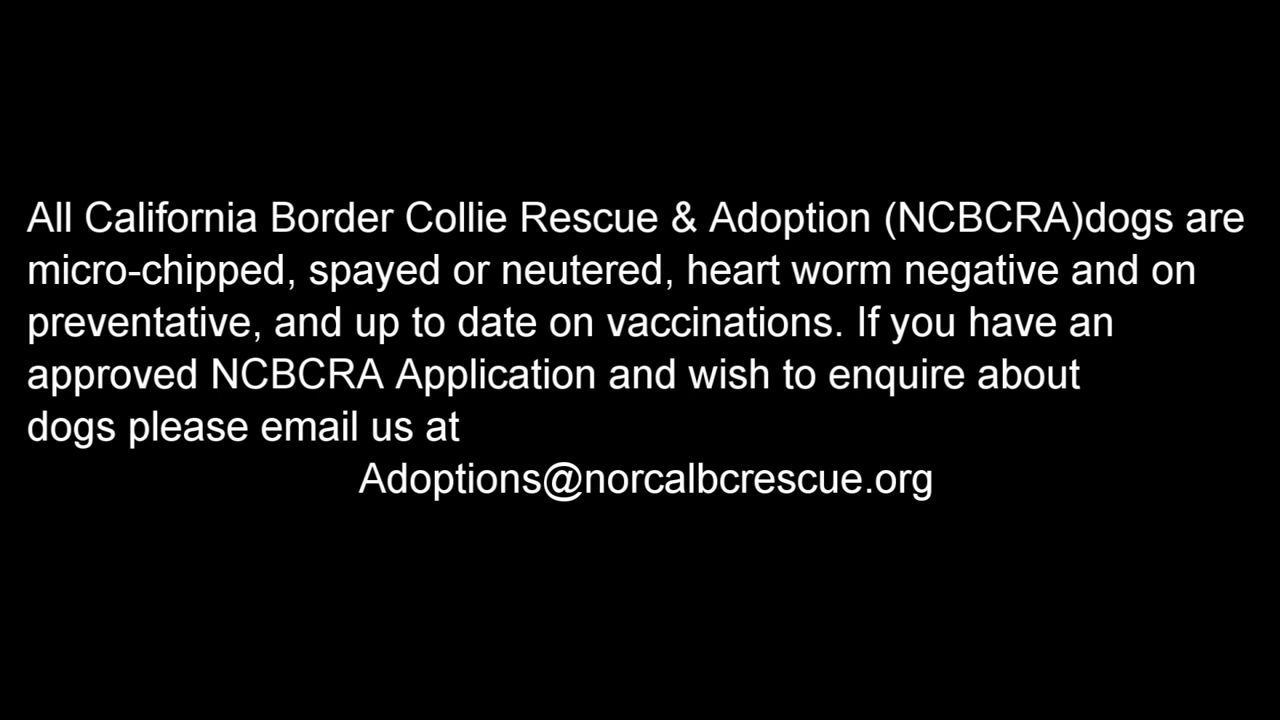 All California Border Collie Rescue & Adoption (NCBCRA)dogs are
micro-chipped, spayed or neutered, heart worm negative and on
preventative, and up to date on vaccinations. If you have an
approved NCBCRA Application and wish to enquire about
dogs please email us at
Adoptions@norcalbcrescue.org